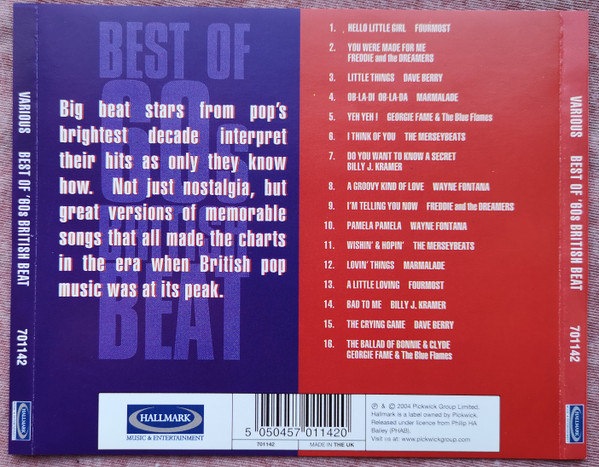 VARIOUS BEST OF '60s BRITISH BEAT 701142
HALLMARK
MUSIC & ENTERTAINMENT
BEST OF
60s
BRITISH
BEAT
Big beat stars from pop's
brightest decade interpret
their hits as only they know
how. Not just nostalgia, but
great versions of memorable
songs that all made the charts
in the era when British pop
music was at its peak.
1. HELLO LITTLE GIRL FOURMOST
2. YOU WERE MADE FOR ME
FREDDIE and the DREAMERS
3. LITTLE THINGS DAVE BERRY
4. OB-LA-DI OB-LA-DA MARMALADE
5. YEH YEH ! GEORGIE FAME & The Blue Flames
6. I THINK OF YOU THE MERSEYBEATS
7. DO YOU WANT TO KNOW A SECRET
BILLY J. KRAMER
8. A GROOVY KIND OF LOVE WAYNE FONTANA
9. I'M TELLING YOU NOW FREDDIE and the DREAMERS
10. PAMELA PAMELA WAYNE FONTANA
11. WISHIN' & HOPIN' THE MERSEYBEATS
12. LOVIN' THINGS MARMALADE
13. A LITTLE LOVING FOURMOST
14. BAD TO ME BILLY J. KRAMER
15. THE CRYING GAME DAVE BERRY
16. THE BALLAD OF BONNIE & CLYDE
GEORGIE FAME & The Blue Flames
HALLMARK
MUSIC & ENTERTAINMENT
5 050457 011420
701142 MADE IN THE UK
℗ & © 2004 Pickwick Group Limited.
Hallmark is a label owned by Pickwick.
Released under licence from Philip HA
Bailey (PHAB).
Visit us at: www.pickwickgroup.com
VARIOUS BEST OF '60s BRITISH BEAT 701142
HALLMARK
MUSIC & ENTERTAINMENT